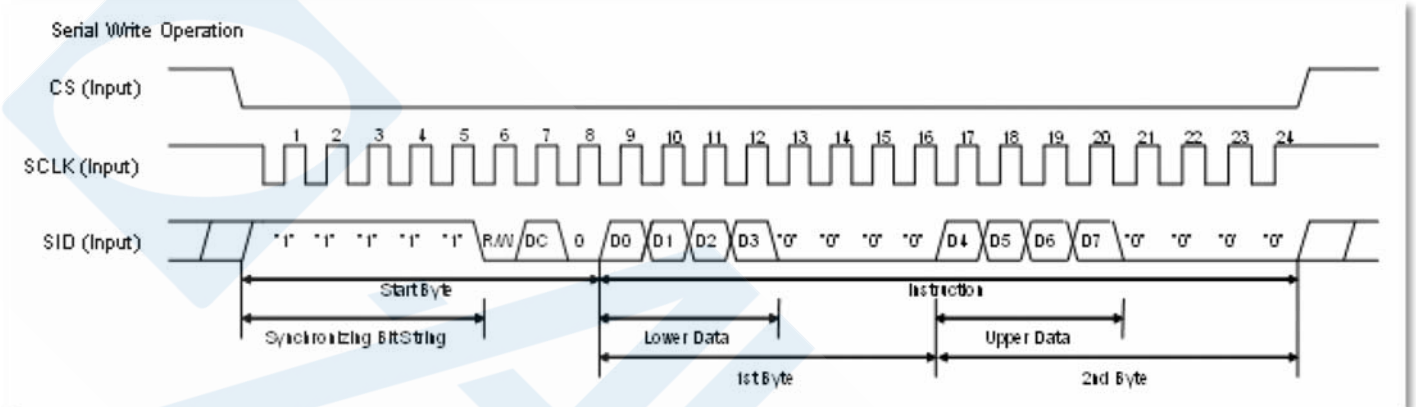 Serial Write Operation
CS (Input)
1 2 3 4 5 6 7 8 9 10 11 12 13 14 15 16 17 18 19 20 21 22 23 24
SCLK (Input)
SID (Input) "1" "1" "1" "1" "1" R/W DC 0 D0 D1 D2 D3 "0" "0" "0" "0" D4 D5 D6 D7 "0" "0" "0" "0"
Start Byte Instruction
Synchronizing Bit String Lower Data Upper Data
1st Byte 2nd Byte